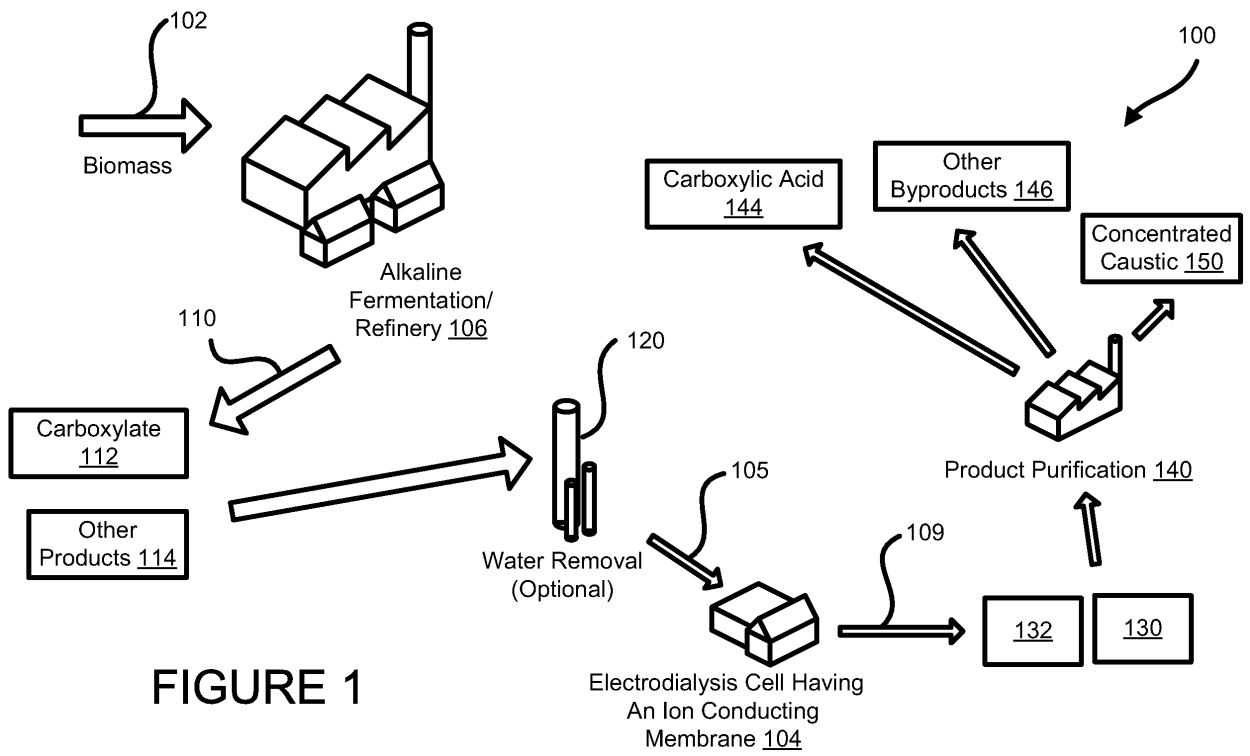 102
Biomass
Alkaline
Fermentation/
Refinery 106
110
Carboxylate
112
Other
Products 114
120
Water Removal
(Optional)
105
Electrodialysis Cell Having
An Ion Conducting
Membrane 104
109
132
130
Product Purification 140
Carboxylic Acid
144
Other
Byproducts 146
Concentrated
Caustic 150
100
FIGURE 1